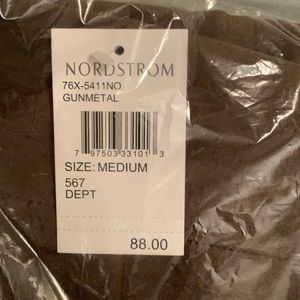 NORDSTROM
76X-5411NO
GUNMETAL
7 97503 33101 3
SIZE: MEDIUM
567
DEPT
88.00